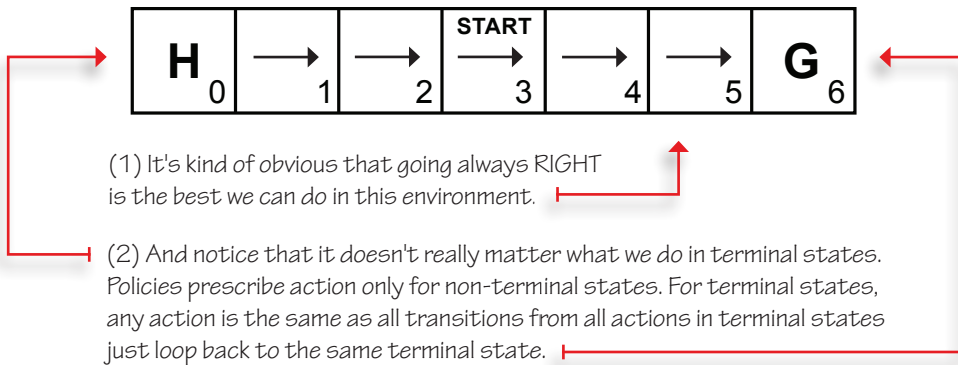 START
H 0 1 2 3 4 5 G 6
(1) It's kind of obvious that going always RIGHT
is the best we can do in this environment.
(2) And notice that it doesn't really matter what we do in terminal states.
Policies prescribe action only for non-terminal states. For terminal states,
any action is the same as all transitions from all actions in terminal states
just loop back to the same terminal state.